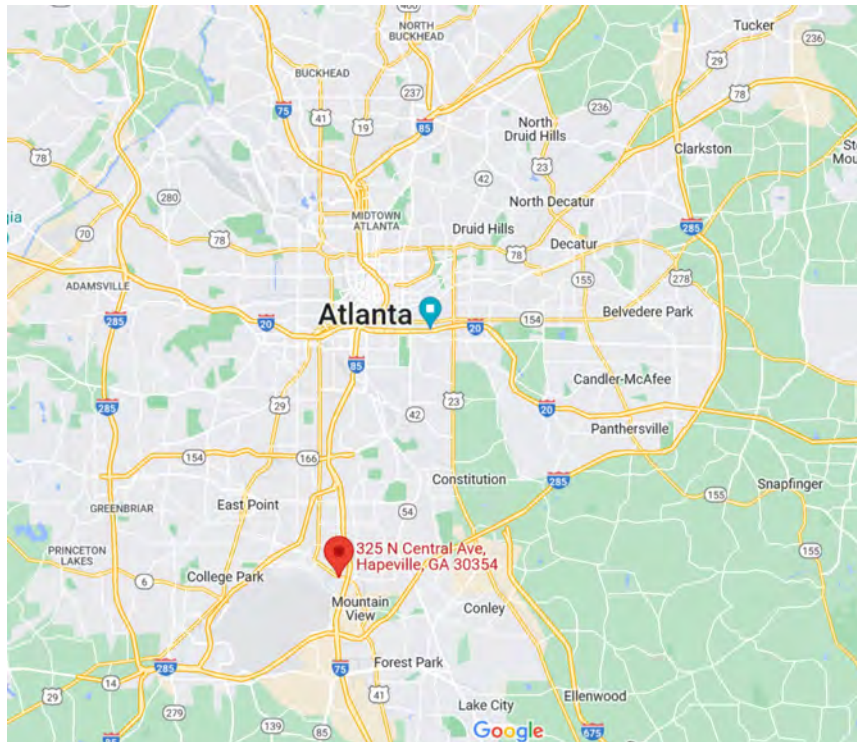 400
NORTH
BUCKHEAD
Tucker
236
29
BUCKHEAD
75
41
237
78
236
19
85
North
Druid Hills
23
Clarkston
78
42
280
North Decatur
MIDTOWN
ATLANTA
Druid Hills
285
70
78
Decatur
78
155
278
ADAMSVILLE
285
20
Atlanta
20
154
Belvedere Park
85
Candler-McAfee
285
29
42
23
20
Panthersville
154
166
Constitution
285
Snapfinger
155
GREENBRIAR
East Point
54
PRINCETON
LAKES
325 N Central Ave,
Hapeville, GA 30354
155
6
College Park
Mountain
View
Conley
285
75
Forest Park
29
14
41
Ellenwood
279
139
85
Lake City
Google
675
85